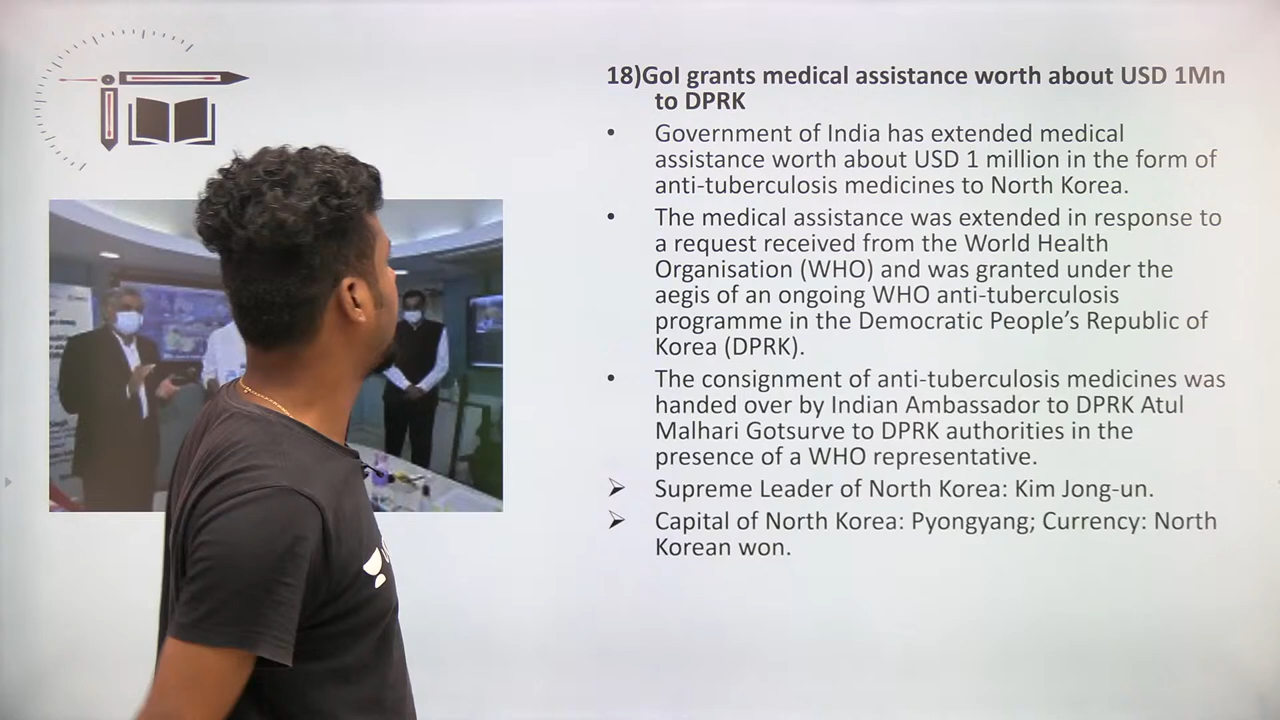 18)GoI grants medical assistance worth about USD 1Mn
to DPRK
• Government of India has extended medical
assistance worth about USD 1 million in the form of
anti-tuberculosis medicines to North Korea.
• The medical assistance was extended in response to
a request received from the World Health
Organisation (WHO) and was granted under the
aegis of an ongoing WHO anti-tuberculosis
programme in the Democratic People’s Republic of
Korea (DPRK).
• The consignment of anti-tuberculosis medicines was
handed over by Indian Ambassador to DPRK Atul
Malhari Gotsurve to DPRK authorities in the
presence of a WHO representative.
➢ Supreme Leader of North Korea: Kim Jong-un.
➢ Capital of North Korea: Pyongyang; Currency: North
Korean won.